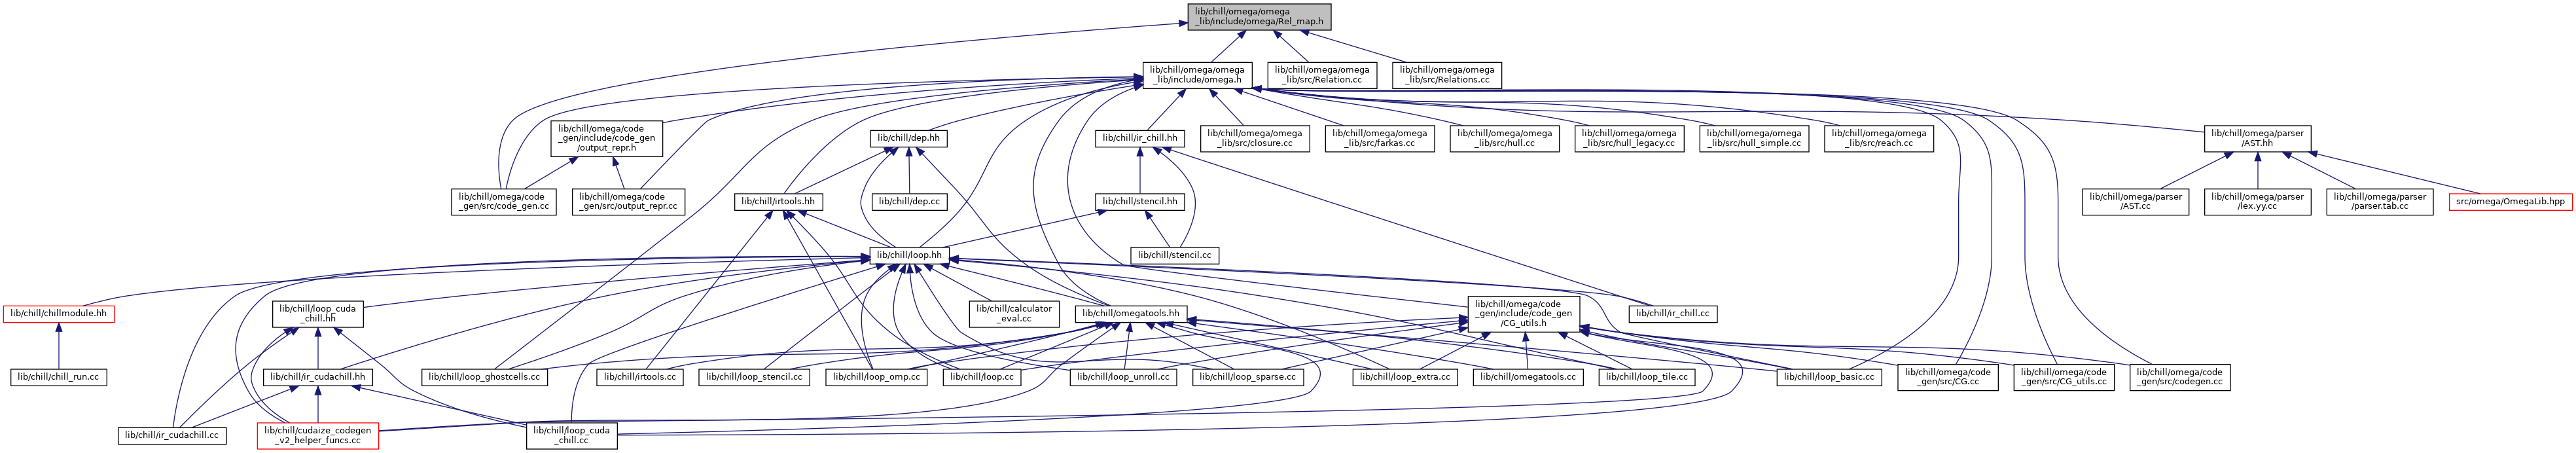 lib/chill/omega/omega
_lib/include/omega/Rel_map.h
lib/chill/omega/omega
_lib/include/omega.h
lib/chill/omega/omega
_lib/src/Relation.cc
lib/chill/omega/omega
_lib/src/Relations.cc
lib/chill/omega/code
_gen/include/code_gen
/output_repr.h
lib/chill/dep.hh
lib/chill/ir_chill.hh
lib/chill/omega/omega
_lib/src/closure.cc
lib/chill/omega/omega
_lib/src/farkas.cc
lib/chill/omega/omega
_lib/src/hull.cc
lib/chill/omega/omega
_lib/src/hull_legacy.cc
lib/chill/omega/omega
_lib/src/hull_simple.cc
lib/chill/omega/omega
_lib/src/reach.cc
lib/chill/omega/parser
/AST.hh
lib/chill/omega/code
_gen/src/code_gen.cc
lib/chill/omega/code
_gen/src/output_repr.cc
lib/chill/irtools.hh
lib/chill/dep.cc
lib/chill/stencil.hh
lib/chill/omega/parser
/AST.cc
lib/chill/omega/parser
/lex.yy.cc
lib/chill/omega/parser
/parser.tab.cc
src/omega/OmegaLib.hpp
lib/chill/loop.hh
lib/chill/stencil.cc
lib/chill/chillmodule.hh
lib/chill/loop_cuda
_chill.hh
lib/chill/calculator
_eval.cc
lib/chill/omegatools.hh
lib/chill/omega/code
_gen/include/code_gen
/CG_utils.h
lib/chill/ir_chill.cc
lib/chill/chill_run.cc
lib/chill/ir_cudachill.hh
lib/chill/loop_ghostcells.cc
lib/chill/irtools.cc
lib/chill/loop_stencil.cc
lib/chill/loop_omp.cc
lib/chill/loop.cc
lib/chill/loop_unroll.cc
lib/chill/loop_sparse.cc
lib/chill/loop_extra.cc
lib/chill/omegatools.cc
lib/chill/loop_tile.cc
lib/chill/loop_basic.cc
lib/chill/omega/code
_gen/src/CG.cc
lib/chill/omega/code
_gen/src/CG_utils.cc
lib/chill/omega/code
_gen/src/codegen.cc
lib/chill/ir_cudachill.cc
lib/chill/cudaize_codegen
_v2_helper_funcs.cc
lib/chill/loop_cuda
_chill.cc